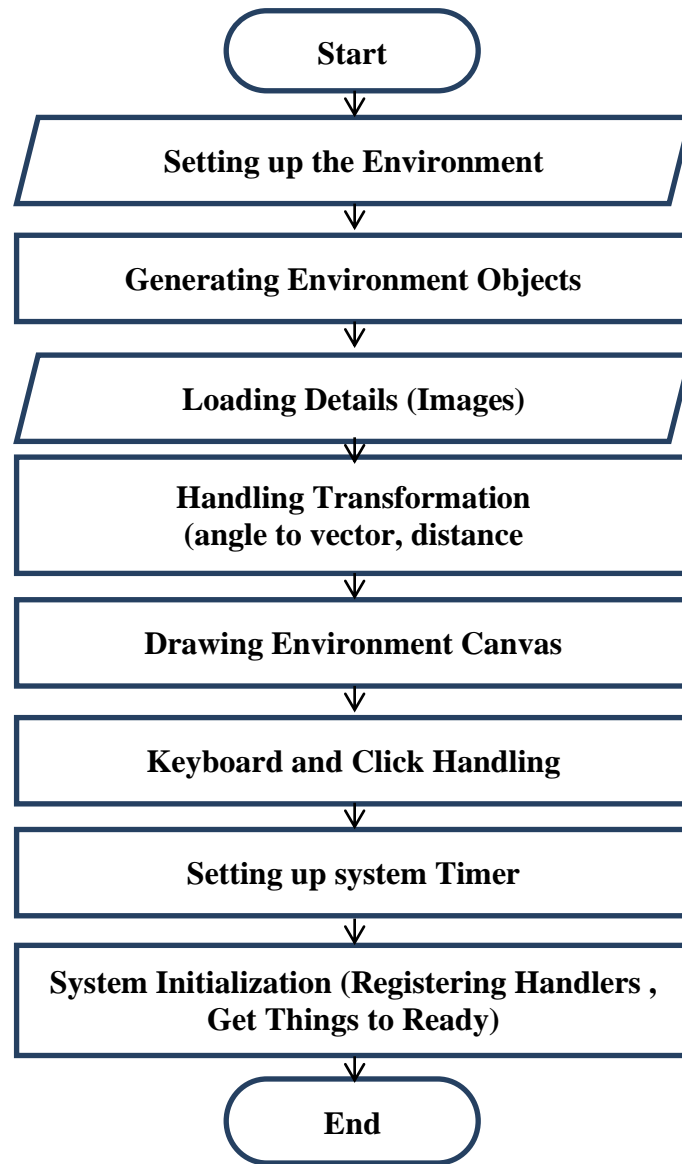 Start
Setting up the Environment
Generating Environment Objects
Loading Details (Images)
Handling Transformation
(angle to vector, distance
Drawing Environment Canvas
Keyboard and Click Handling
Setting up system Timer
System Initialization (Registering Handlers ,
Get Things to Ready)
End